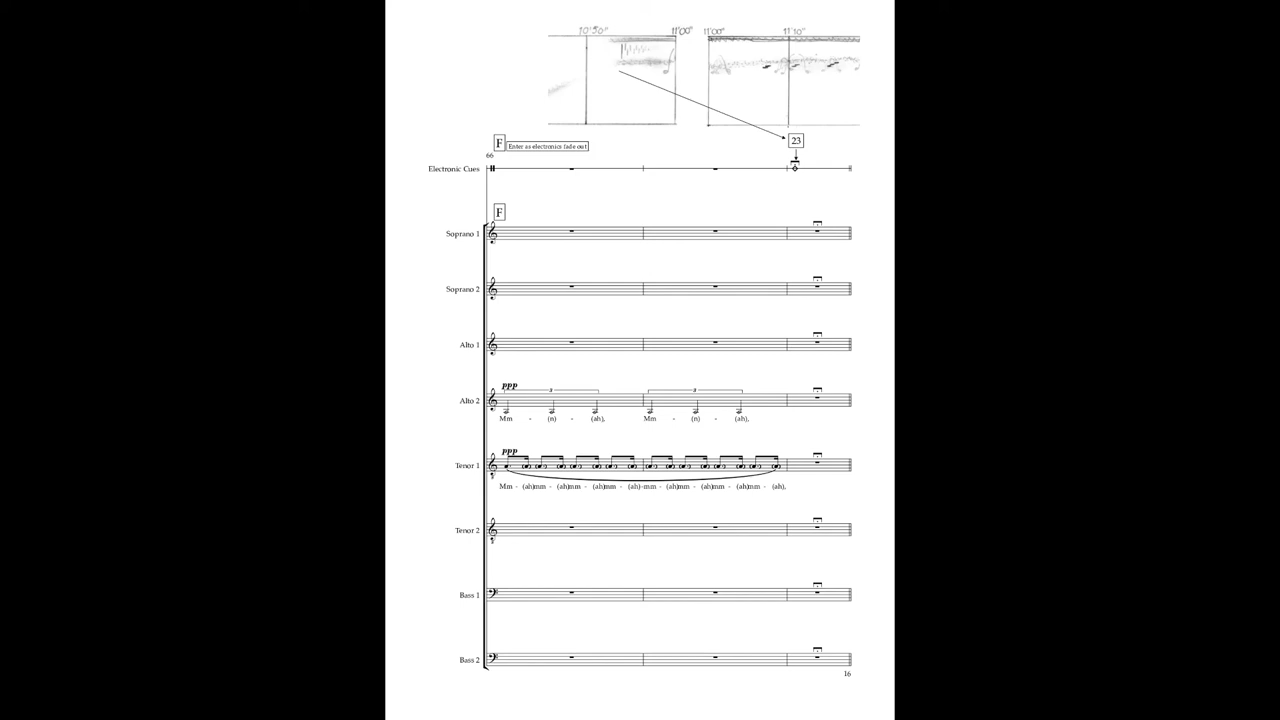 10'50" 11'00" 11'00" 11'10"
23
F Enter as electronics fade out
66
Electronic Cues
F
Soprano 1
Soprano 2
Alto 1
ppp
3 3
Alto 2
Mm - (n) - (ah), Mm - (n) - (ah),
ppp
Tenor 1
Mm - (ah)mm - (ah)mm - (ah)mm - (ah)-mm - (ah)mm - (ah)mm - (ah)mm - (ah),
Tenor 2
Bass 1
Bass 2
16